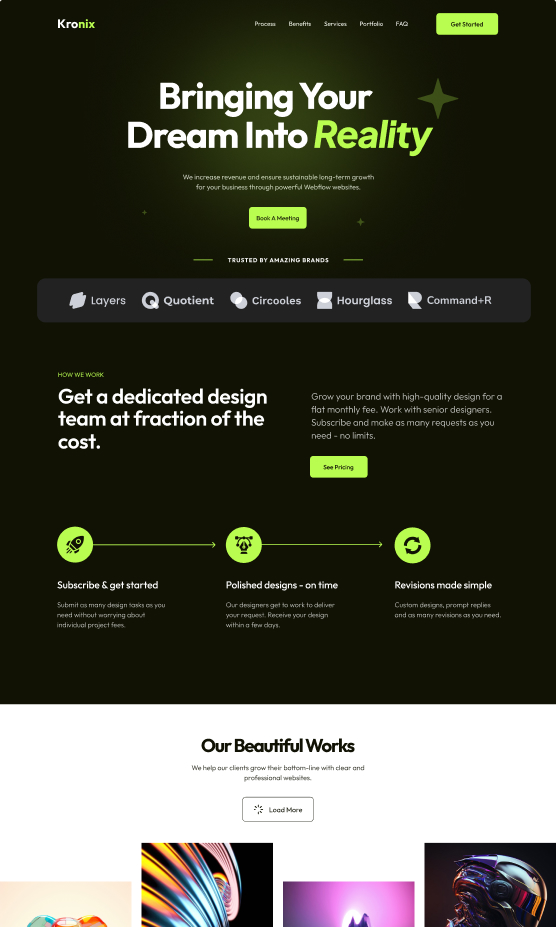 Kronix
Process Benefits Services Portfolio FAQ Get Started
Bringing Your
Dream Into Reality
We increase revenue and ensure sustainable long-term growth
for your business through powerful Webflow websites.
Book A Meeting
TRUSTED BY AMAZING BRANDS
Layers Quotient Circooles Hourglass Command+R
HOW WE WORK
Get a dedicated design
team at fraction of the
cost.
Grow your brand with high-quality design for a
flat monthly fee. Work with senior designers.
Subscribe and make as many requests as you
need - no limits.
See Pricing
Subscribe & get started
Submit as many design tasks as you
need without worrying about
individual project fees.
Polished designs - on time
Our designers get to work to deliver
your request. Receive your design
within a few days.
Revisions made simple
Custom designs, prompt replies
and as many revisions as you need.
Our Beautiful Works
We help our clients grow their bottom-line with clear and
professional websites.
Load More